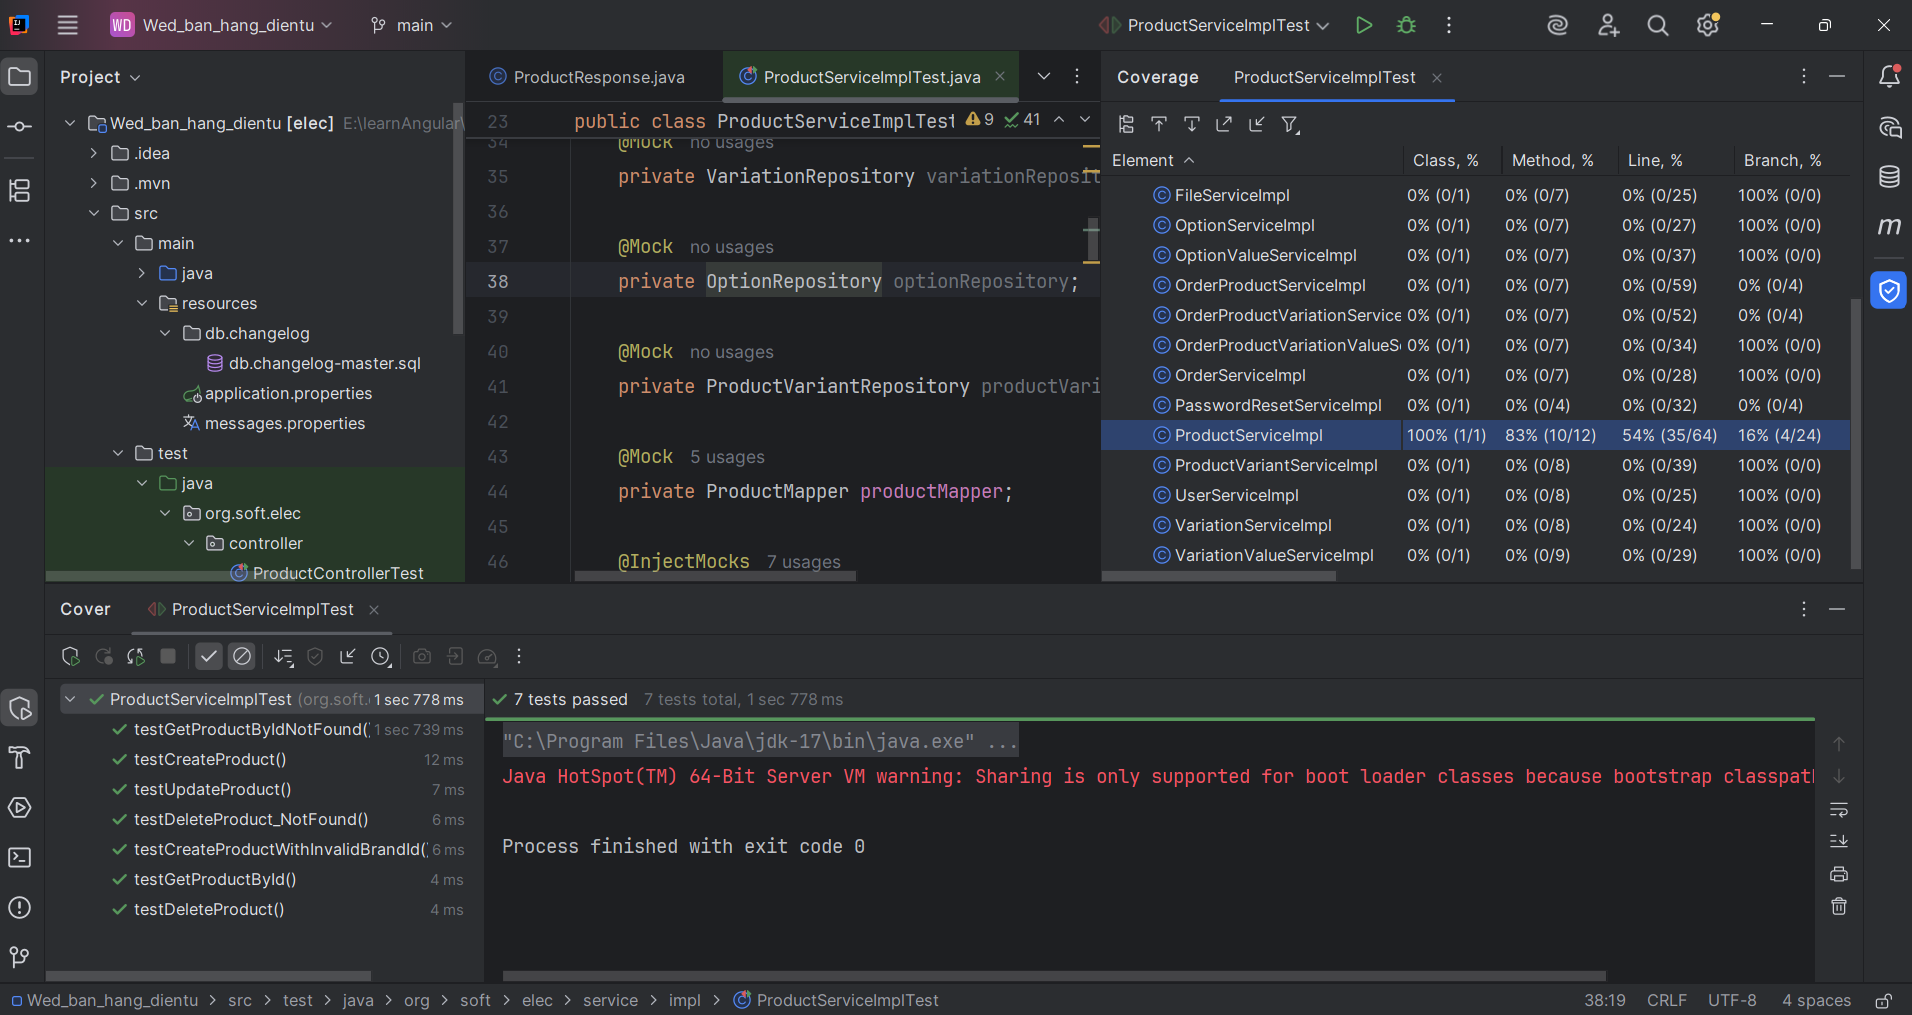 WD Wed_ban_hang_dientu main ProductServiceImplTest
Project
Wed_ban_hang_dientu [elec] E:\learnAngular\
.idea
.mvn
src
main
java
resources
db.changelog
db.changelog-master.sql
application.properties
messages.properties
test
java
org.soft.elec
controller
ProductControllerTest
ProductResponse.java ProductServiceImplTest.java
23 public class ProductServiceImplTest 9 41
34 @Mock no usages
35 private VariationRepository variationReposit
36
37 @Mock no usages
38 private OptionRepository optionRepository;
39
40 @Mock no usages
41 private ProductVariantRepository productVari
42
43 @Mock 5 usages
44 private ProductMapper productMapper;
45
46 @InjectMocks 7 usages
Coverage ProductServiceImplTest
Element Class, % Method, % Line, % Branch, %
FileServiceImpl 0% (0/1) 0% (0/7) 0% (0/25) 100% (0/0)
OptionServiceImpl 0% (0/1) 0% (0/7) 0% (0/27) 100% (0/0)
OptionValueServiceImpl 0% (0/1) 0% (0/7) 0% (0/37) 100% (0/0)
OrderProductServiceImpl 0% (0/1) 0% (0/7) 0% (0/59) 0% (0/4)
OrderProductVariationService 0% (0/1) 0% (0/7) 0% (0/52) 0% (0/4)
OrderProductVariationValueS 0% (0/1) 0% (0/7) 0% (0/34) 100% (0/0)
OrderServiceImpl 0% (0/1) 0% (0/7) 0% (0/28) 100% (0/0)
PasswordResetServiceImpl 0% (0/1) 0% (0/4) 0% (0/32) 0% (0/4)
ProductServiceImpl 100% (1/1) 83% (10/12) 54% (35/64) 16% (4/24)
ProductVariantServiceImpl 0% (0/1) 0% (0/8) 0% (0/39) 100% (0/0)
UserServiceImpl 0% (0/1) 0% (0/8) 0% (0/25) 100% (0/0)
VariationServiceImpl 0% (0/1) 0% (0/8) 0% (0/24) 100% (0/0)
VariationValueServiceImpl 0% (0/1) 0% (0/9) 0% (0/29) 100% (0/0)
Cover ProductServiceImplTest
ProductServiceImplTest (org.soft. 1 sec 778 ms
testGetProductByIdNotFound() 1 sec 739 ms
testCreateProduct() 12 ms
testUpdateProduct() 7 ms
testDeleteProduct_NotFound() 6 ms
testCreateProductWithInvalidBrandId( 6 ms
testGetProductById() 4 ms
testDeleteProduct() 4 ms
7 tests passed 7 tests total, 1 sec 778 ms
"C:\Program Files\Java\jdk-17\bin\java.exe" ...
Java HotSpot(TM) 64-Bit Server VM warning: Sharing is only supported for boot loader classes because bootstrap classpath
Process finished with exit code 0
Wed_ban_hang_dientu > src > test > java > org > soft > elec > service > impl > ProductServiceImplTest 38:19 CRLF UTF-8 4 spaces